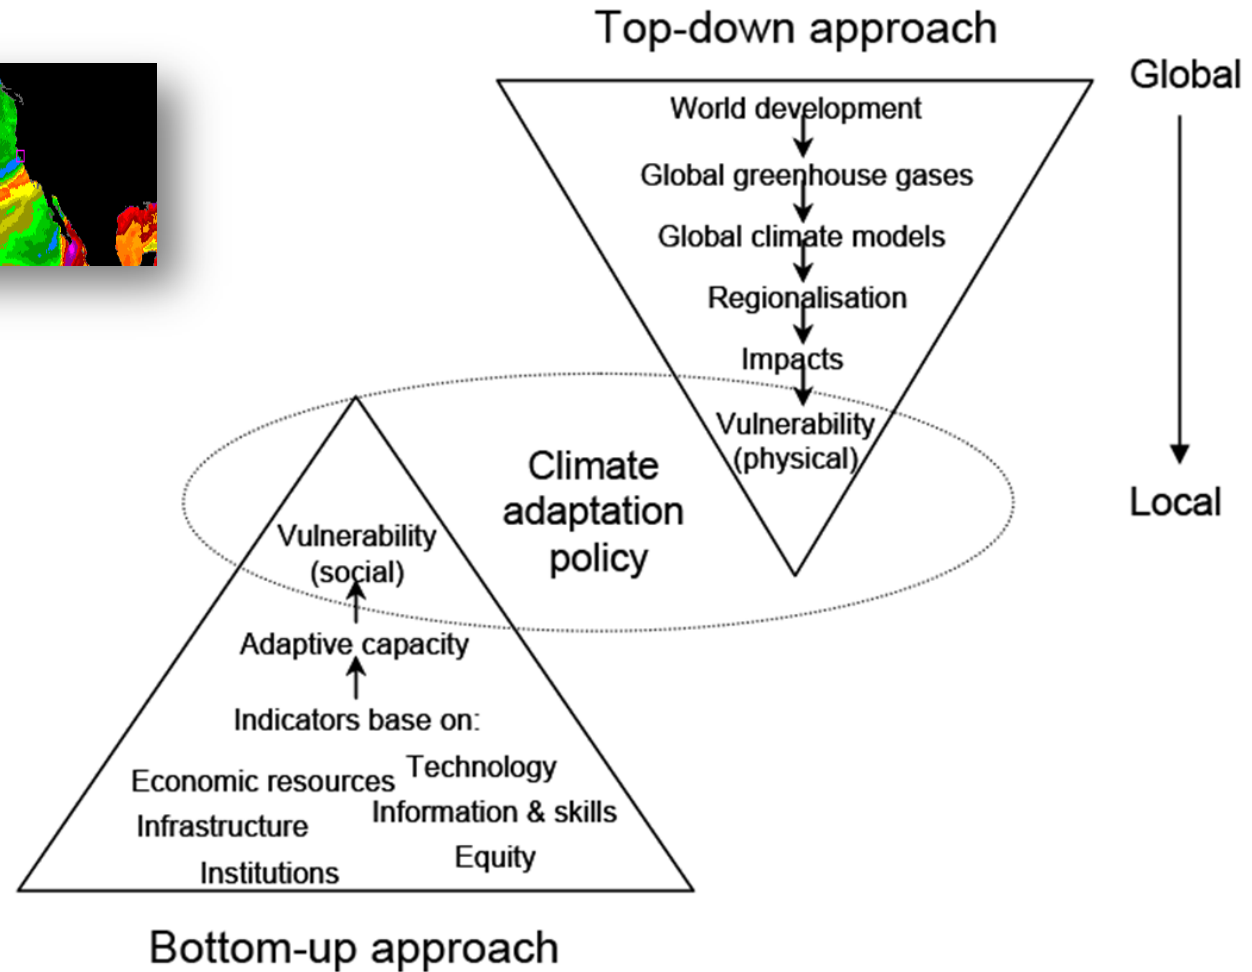 Top-down approach
Global
World development
Global greenhouse gases
Global climate models
Regionalisation
Impacts
Vulnerability
(physical)
Local
Climate
adaptation
policy
Vulnerability
(social)
Adaptive capacity
Indicators base on:
Economic resources
Technology
Infrastructure
Information & skills
Institutions
Equity
Bottom-up approach